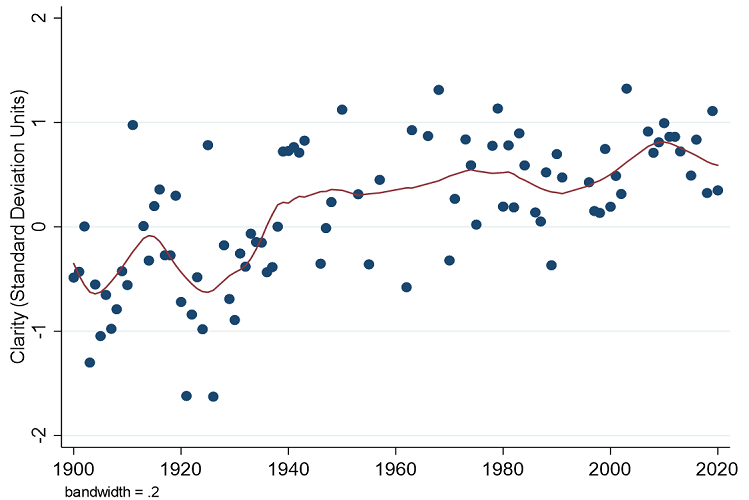 Clarity (Standard Deviation Units)
2
1
0
-1
-2
1900 1920 1940 1960 1980 2000 2020
bandwidth = .2